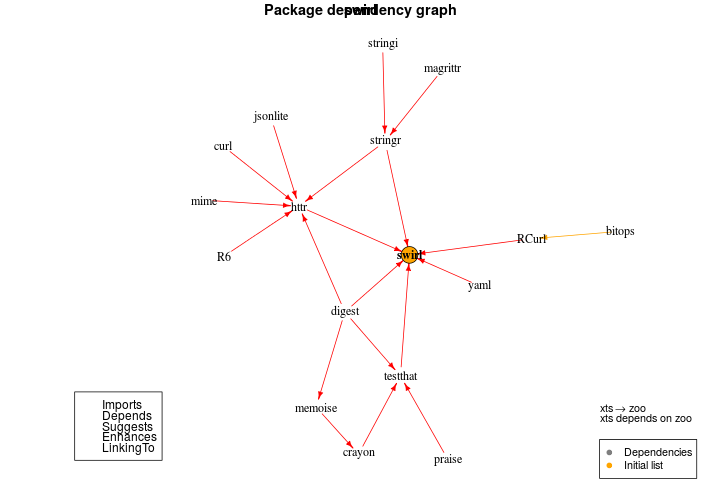 Package dependency graph
swirl
stringi
magrittr
jsonlite
stringr
curl
mime
httr
R6
swirl
RCurl
bitops
yaml
digest
testthat
memoise
crayon
praise
Imports
Depends
Suggests
Enhances
LinkingTo
xts → zoo
xts depends on zoo
Dependencies
Initial list